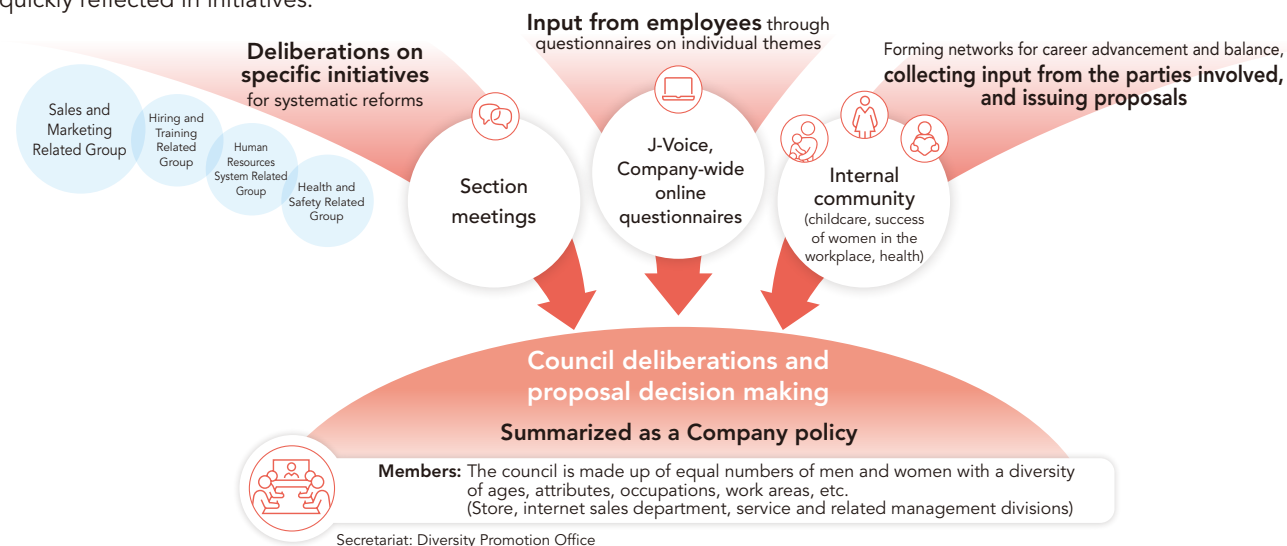 quickly reflected in initiatives.
Deliberations on
specific initiatives
for systematic reforms
Sales and
Marketing
Related Group
Hiring and
Training
Related
Group
Human
Resources
System Related
Group
Health and
Safety Related
Group
Section
meetings
Input from employees through
questionnaires on individual themes
J-Voice,
Company-wide
online
questionnaires
Forming networks for career advancement and balance,
collecting input from the parties involved,
and issuing proposals
Internal
community
(childcare, success
of women in the
workplace, health)
Council deliberations and
proposal decision making
Summarized as a Company policy
Members: The council is made up of equal numbers of men and women with a diversity
of ages, attributes, occupations, work areas, etc.
(Store, internet sales department, service and related management divisions)
Secretariat: Diversity Promotion Office